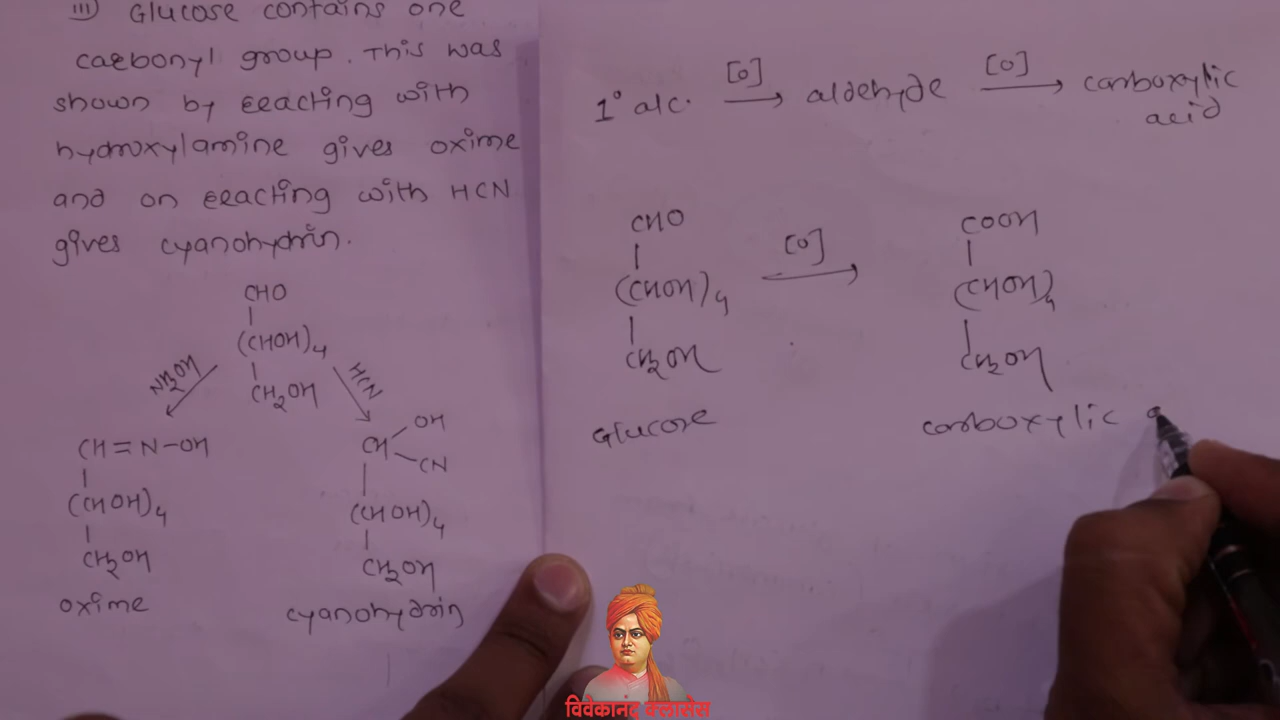 iii) Glucose contains one
carbonyl group. This was
shown by reacting with
hydroxylamine gives oxime
and on reacting with HCN
gives cyanohydrin.
CHO
|
(CHOH)4
|
CH2OH
NH2OH
HCN
CH=N-OH
|
(CHOH)4
|
CH2OH
oxime
OH
CH
CN
|
(CHOH)4
|
CH2OH
cyanohydrin
1° alc. [O] → aldehyde [O] → carboxylic
acid
CHO
|
(CHOH)4
|
CH2OH
Glucose
[O]
COOH
|
(CHOH)4
|
CH2OH
carboxylic
विवेकानंद क्लासेस